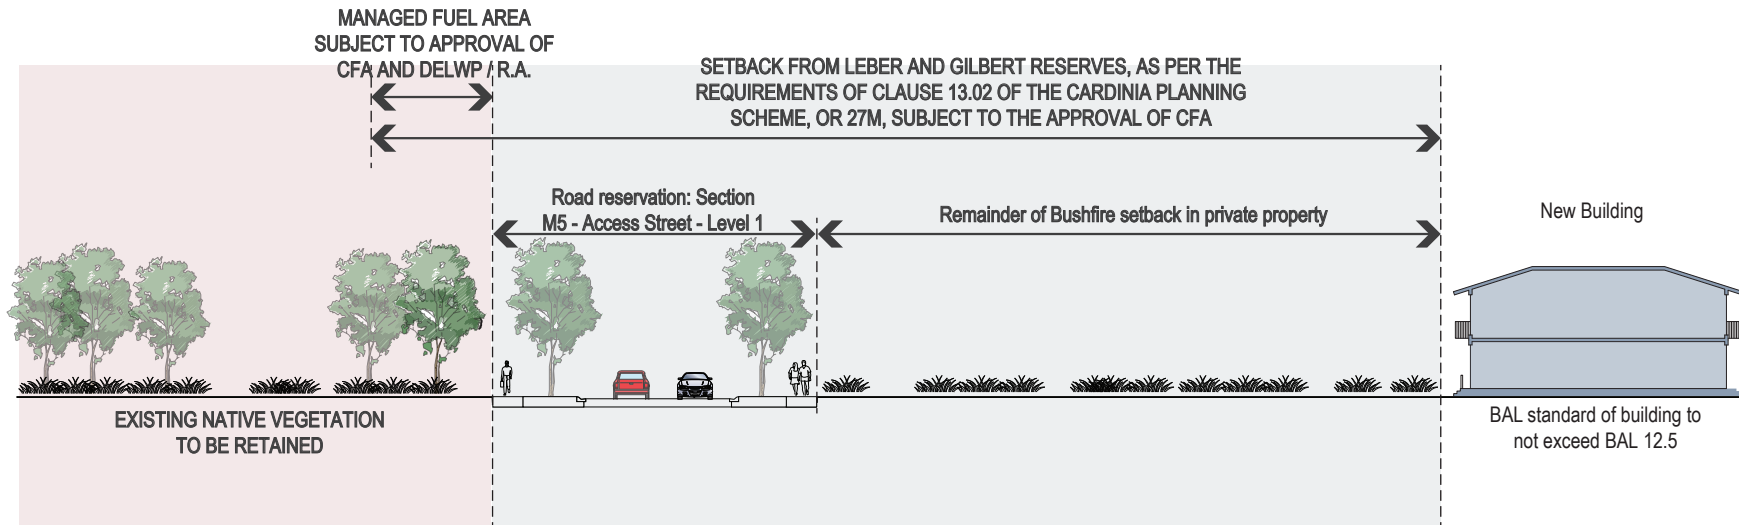 MANAGED FUEL AREA
SUBJECT TO APPROVAL OF
CFA AND DELWP / R.A.
SETBACK FROM LEBER AND GILBERT RESERVES, AS PER THE
REQUIREMENTS OF CLAUSE 13.02 OF THE CARDINIA PLANNING
SCHEME, OR 27M, SUBJECT TO THE APPROVAL OF CFA
Road reservation: Section
M5 - Access Street - Level 1
Remainder of Bushfire setback in private property
New Building
EXISTING NATIVE VEGETATION
TO BE RETAINED
BAL standard of building to
not exceed BAL 12.5